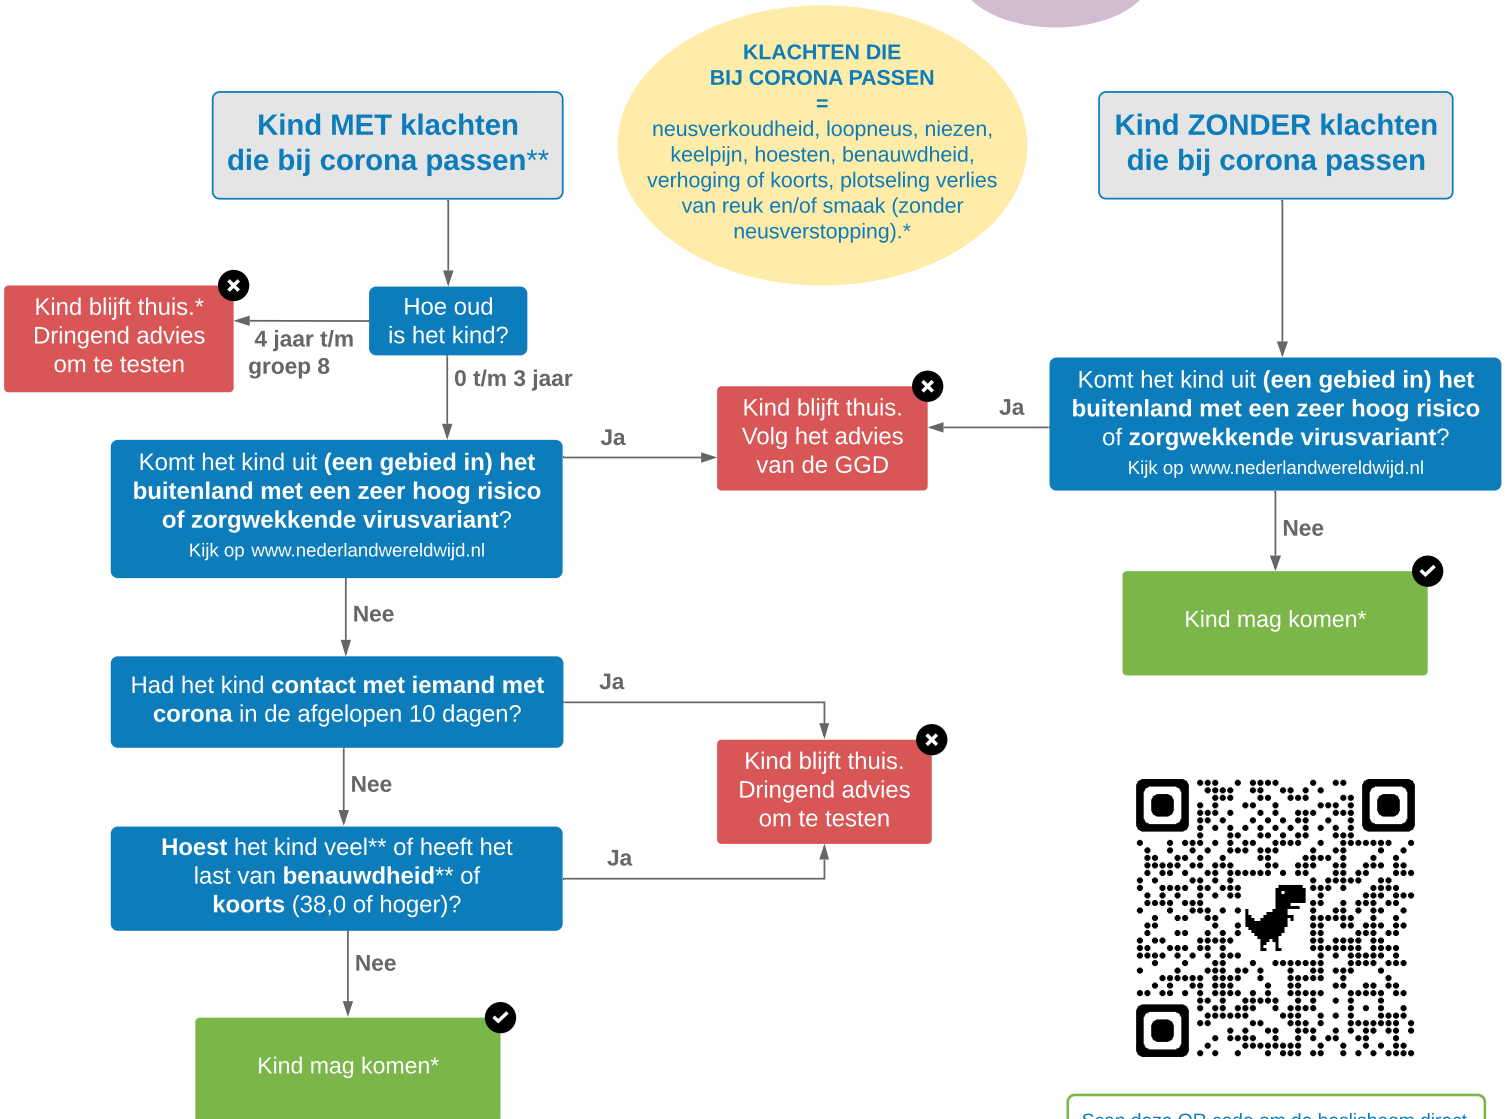 KLACHTEN DIE
BIJ CORONA PASSEN
=
neusverkoudheid, loopneus, niezen,
keelpijn, hoesten, benauwdheid,
verhoging of koorts, plotseling verlies
van reuk en/of smaak (zonder
neusverstopping).*
Kind MET klachten
die bij corona passen**
Kind ZONDER klachten
die bij corona passen
Hoe oud
is het kind?
4 jaar t/m
groep 8
Kind blijft thuis.*
Dringend advies
om te testen
0 t/m 3 jaar
Komt het kind uit (een gebied in) het
buitenland met een zeer hoog risico
of zorgwekkende virusvariant?
Kijk op www.nederlandwereldwijd.nl
Ja
Kind blijft thuis.
Volg het advies
van de GGD
Ja
Komt het kind uit (een gebied in) het
buitenland met een zeer hoog risico
of zorgwekkende virusvariant?
Kijk op www.nederlandwereldwijd.nl
Nee
Kind mag komen*
Nee
Had het kind contact met iemand met
corona in de afgelopen 10 dagen?
Ja
Kind blijft thuis.
Dringend advies
om te testen
Nee
Hoest het kind veel** of heeft het
last van benauwdheid** of
koorts (38,0 of hoger)?
Ja
Nee
Kind mag komen*
Scan deze QR code om de beslisboom direct